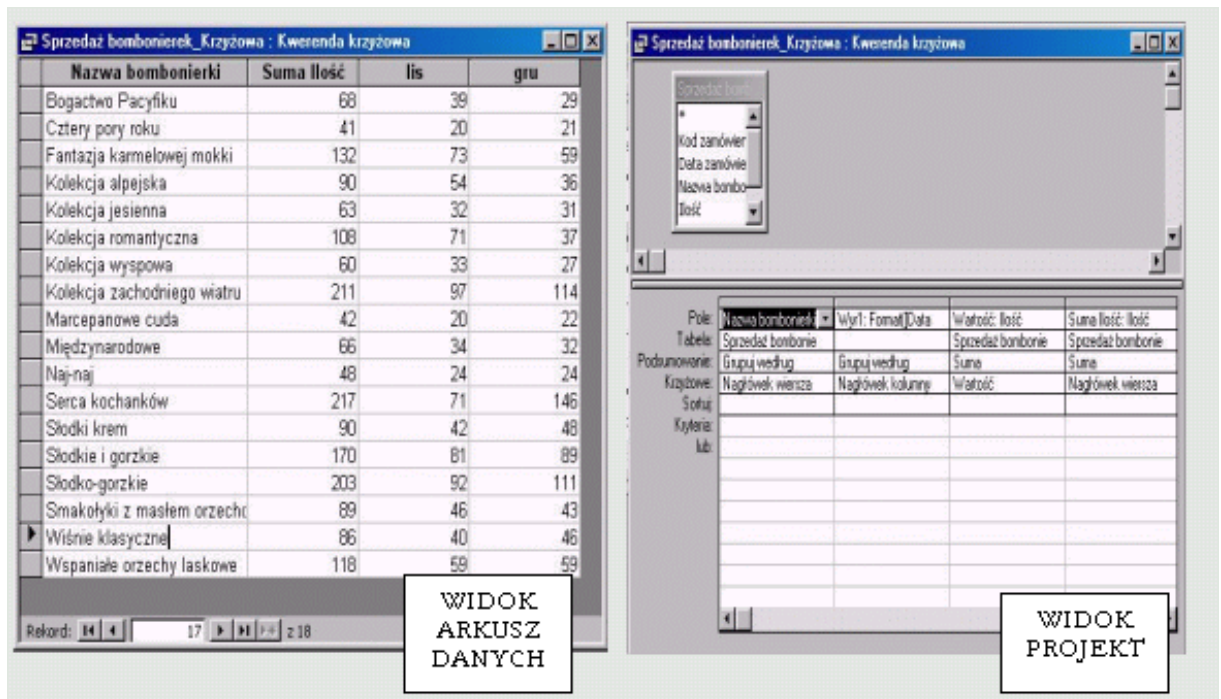 Sprzedaż bombonierek_Krzyżowa : Kwerenda krzyżowa
Nazwa bombonierki Suma Ilość lis gru
Bogactwo Pacyfiku 68 39 29
Cztery pory roku 41 20 21
Fantazja karmelowej mokki 132 73 59
Kolekcja alpejska 90 54 36
Kolekcja jesienna 63 32 31
Kolekcja romantyczna 108 71 37
Kolekcja wyspowa 60 33 27
Kolekcja zachodniego wiatru 211 97 114
Marcepanowe cuda 42 20 22
Międzynarodowe 66 34 32
Naj-naj 48 24 24
Serca kochanków 217 71 146
Słodki krem 90 42 48
Słodkie i gorzkie 170 81 89
Słodko-gorzkie 203 92 111
Smakołyki z masłem orzecho 89 46 43
Wiśnie klasyczne 86 40 46
Wspaniałe orzechy laskowe 118 59 59
Rekord: 17 z 18
WIDOK
ARKUSZ
DANYCH
Sprzedaż bombonierek_Krzyżowa : Kwerenda krzyżowa
Sprzedaż bomb
*
Kod zamówier
Data zamówie
Nazwa bombo
Ilość
Pole: Nazwa bombonierki Wyr1: Format([Data Wartość: Ilość Suma Ilość: Ilość
Tabela: Sprzedaż bombonie Sprzedaż bombonie Sprzedaż bombonie
Podsumowanie: Grupuj według Grupuj według Suma Suma
Krzyżowe: Nagłówek wiersza Nagłówek kolumny Wartość Nagłówek wiersza
Sortuj:
Kryteria:
lub:
WIDOK
PROJEKT